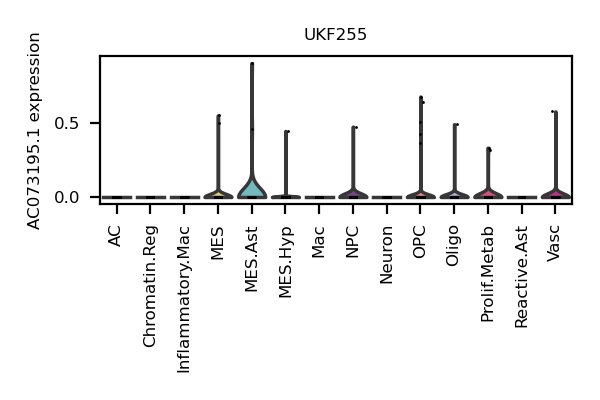 UKF255
AC073195.1 expression
0.5
0.0
AC
Chromatin.Reg
Inflammatory.Mac
MES
MES.Ast
MES.Hyp
Mac
NPC
Neuron
OPC
Oligo
Prolif.Metab
Reactive.Ast
Vasc